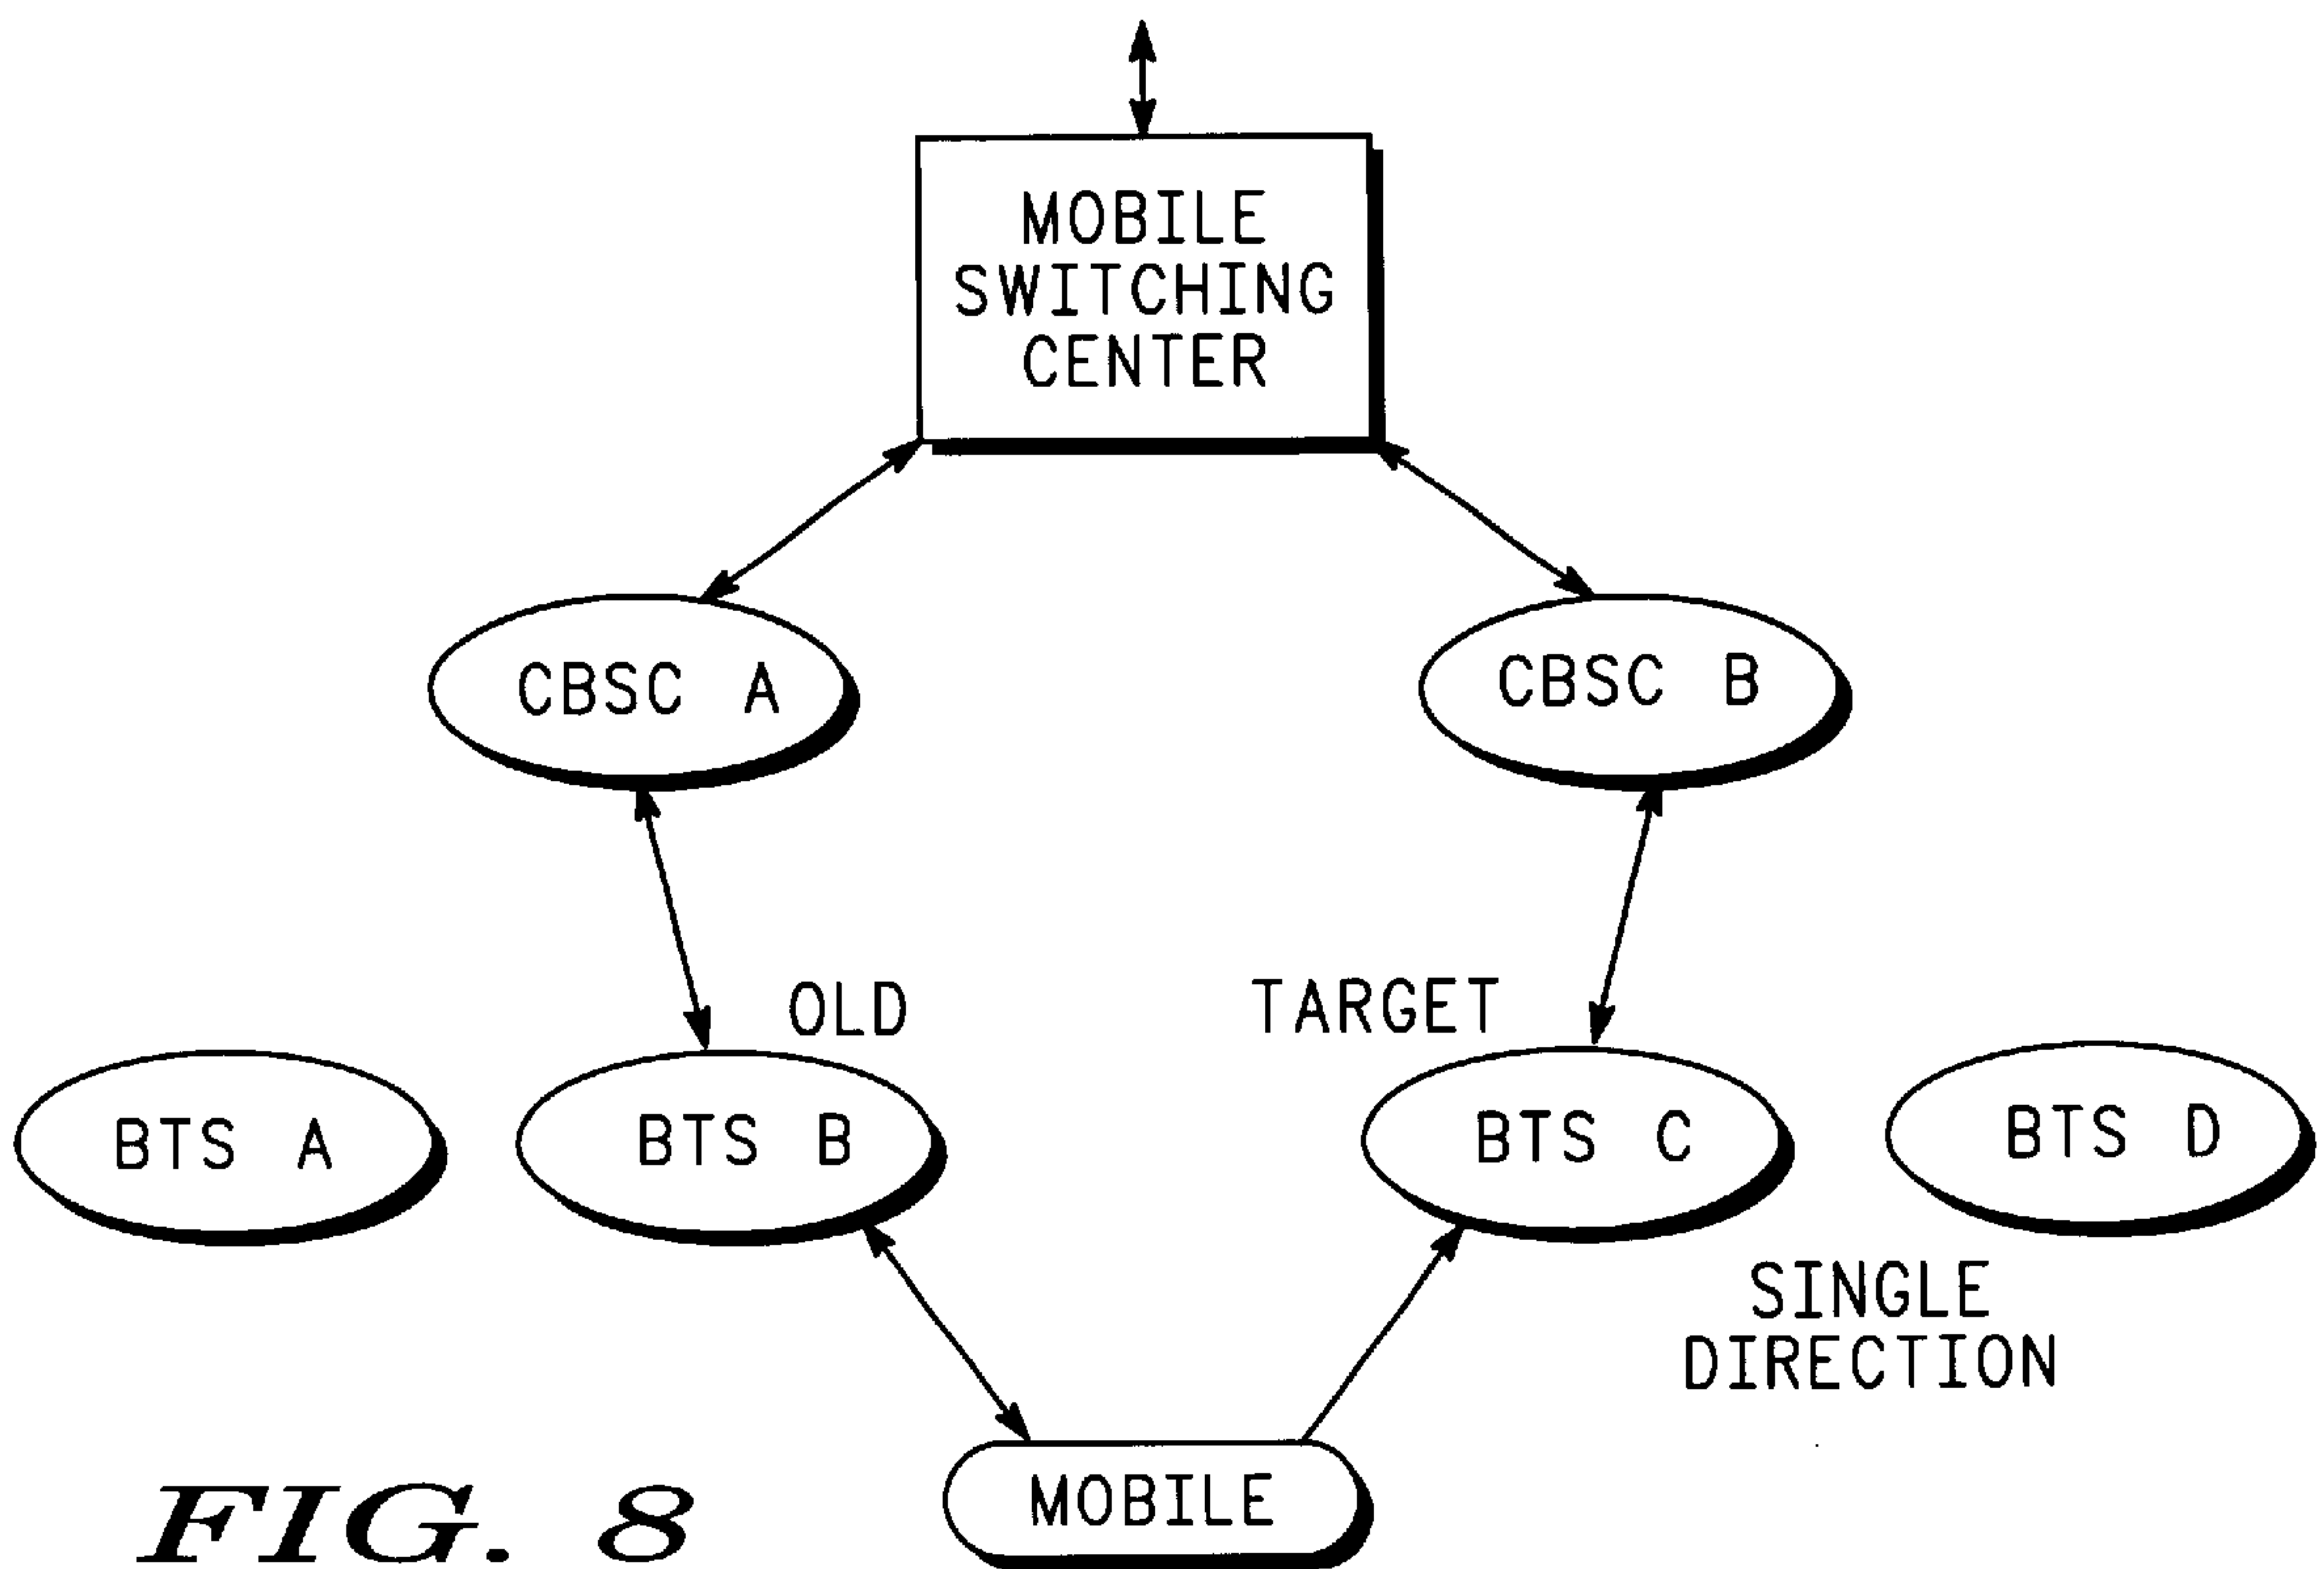 MOBILE
SWITCHING
CENTER
CBSC A
CBSC B
OLD
TARGET
BTS A
BTS B
BTS C
BTS D
SINGLE
DIRECTION
MOBILE
FIG. 8